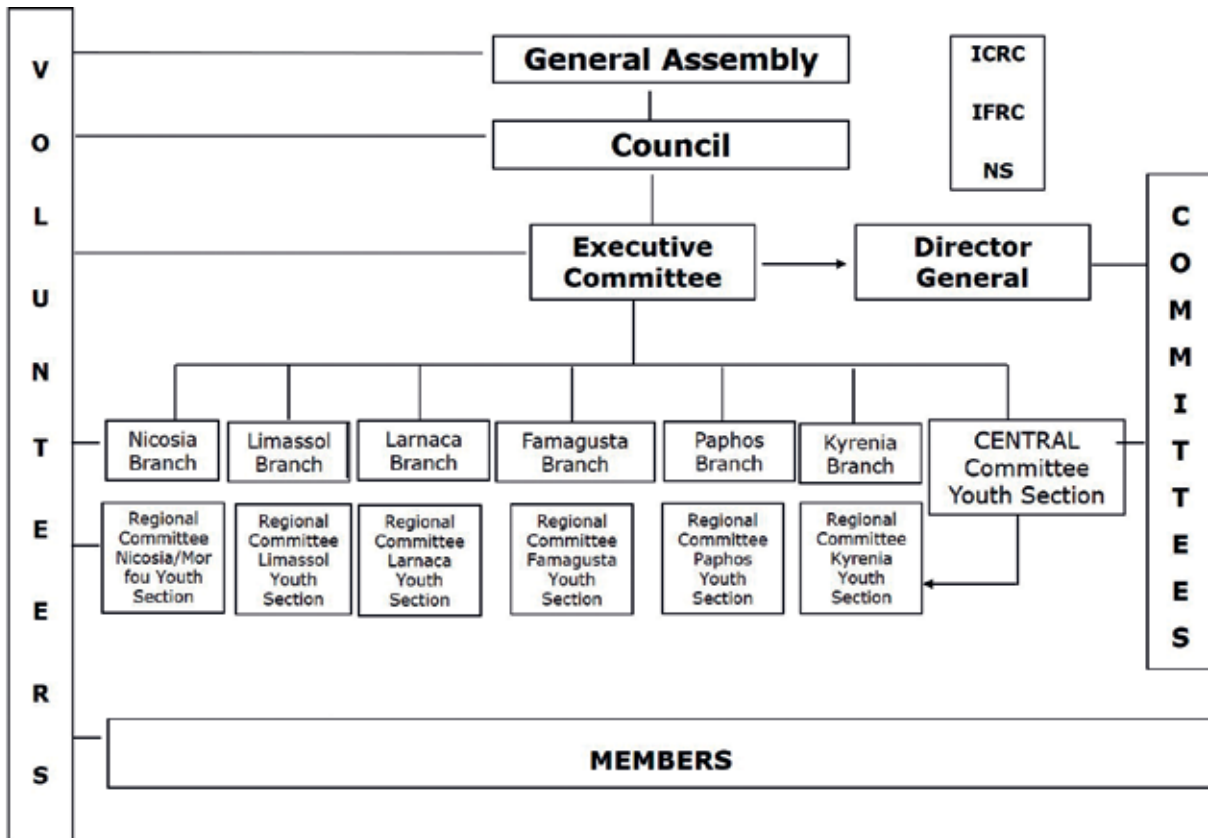 VOLUNTEERS
General Assembly
Council
Executive
Committee
Director
General
ICRC
IFRC
NS
COMMITTEES
Nicosia
Branch
Limassol
Branch
Larnaca
Branch
Famagusta
Branch
Paphos
Branch
Kyrenia
Branch
CENTRAL
Committee
Youth Section
Regional
Committee
Nicosia/Mor
fou Youth
Section
Regional
Committee
Limassol
Youth
Section
Regional
Committee
Larnaca
Youth
Section
Regional
Committee
Famagusta
Youth
Section
Regional
Committee
Paphos
Youth
Section
Regional
Committee
Kyrenia
Youth
Section
MEMBERS